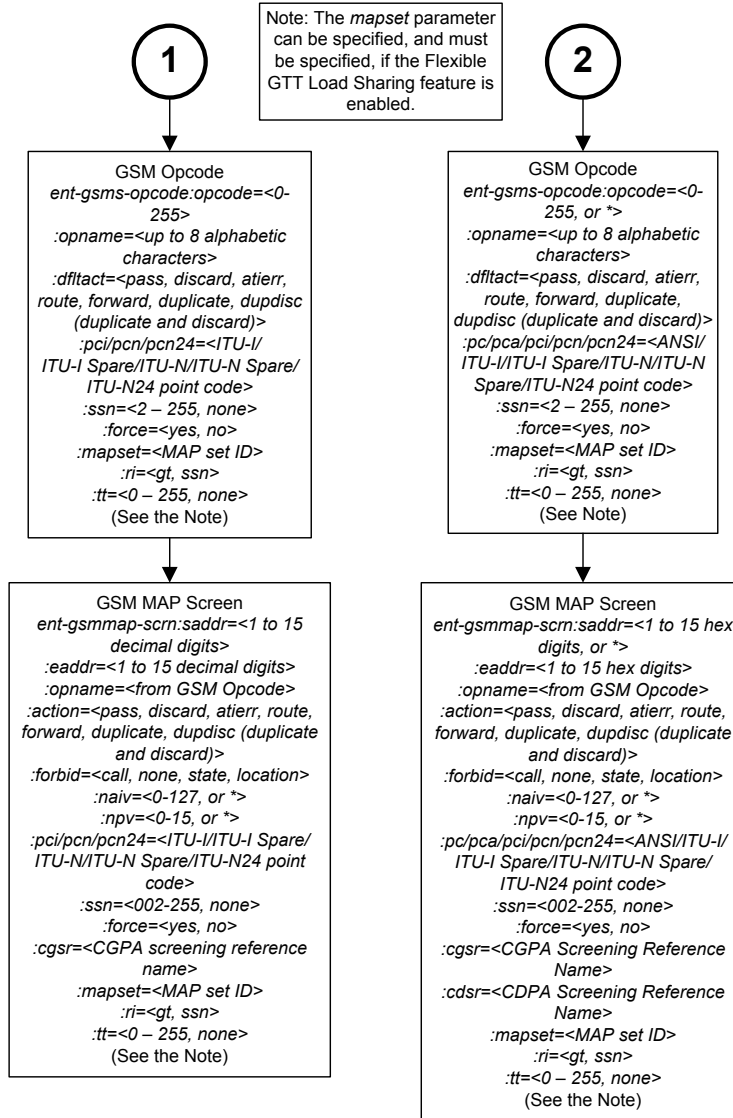 1
Note: The mapset parameter
can be specified, and must
be specified, if the Flexible
GTT Load Sharing feature is
enabled.
2
GSM Opcode
ent-gsms-opcode:opcode=<0-
255>
:opname=<up to 8 alphabetic
characters>
:dfltact=<pass, discard, atierr,
route, forward, duplicate, dupdisc
(duplicate and discard)>
:pci/pcn/pcn24=<ITU-I/
ITU-I Spare/ITU-N/ITU-N Spare/
ITU-N24 point code>
:ssn=<2 – 255, none>
:force=<yes, no>
:mapset=<MAP set ID>
:ri=<gt, ssn>
:tt=<0 – 255, none>
(See the Note)
GSM Opcode
ent-gsms-opcode:opcode=<0-
255, or *>
:opname=<up to 8 alphabetic
characters>
:dfltact=<pass, discard, atierr,
route, forward, duplicate,
dupdisc (duplicate and discard)>
:pc/pca/pci/pcn/pcn24=<ANSI/
ITU-I/ITU-I Spare/ITU-N/ITU-N
Spare/ITU-N24 point code>
:ssn=<2 – 255, none>
:force=<yes, no>
:mapset=<MAP set ID>
:ri=<gt, ssn>
:tt=<0 – 255, none>
(See Note)
GSM MAP Screen
ent-gsmmap-scrn:saddr=<1 to 15
decimal digits>
:eaddr=<1 to 15 decimal digits>
:opname=<from GSM Opcode>
:action=<pass, discard, atierr, route,
forward, duplicate, dupdisc (duplicate
and discard)>
:forbid=<call, none, state, location>
:naiv=<0-127, or *>
:npv=<0-15, or *>
:pci/pcn/pcn24=<ITU-I/ITU-I Spare/
ITU-N/ITU-N Spare/ITU-N24 point
code>
:ssn=<002-255, none>
:force=<yes, no>
:cgsr=<CGPA screening reference
name>
:mapset=<MAP set ID>
:ri=<gt, ssn>
:tt=<0 – 255, none>
(See the Note)
GSM MAP Screen
ent-gsmmap-scrn:saddr=<1 to 15 hex
digits, or *>
:eaddr=<1 to 15 hex digits>
:opname=<from GSM Opcode>
:action=<pass, discard, atierr, route,
forward, duplicate, dupdisc (duplicate
and discard)>
:forbid=<call, none, state, location>
:naiv=<0-127, or *>
:npv=<0-15, or *>
:pc/pca/pci/pcn/pcn24=<ANSI/ITU-I/
ITU-I Spare/ITU-N/ITU-N Spare/
ITU-N24 point code>
:ssn=<002-255, none>
:force=<yes, no>
:cgsr=<CGPA Screening Reference
Name>
:cdsr=<CDPA Screening Reference
Name>
:mapset=<MAP set ID>
:ri=<gt, ssn>
:tt=<0 – 255, none>
(See the Note)